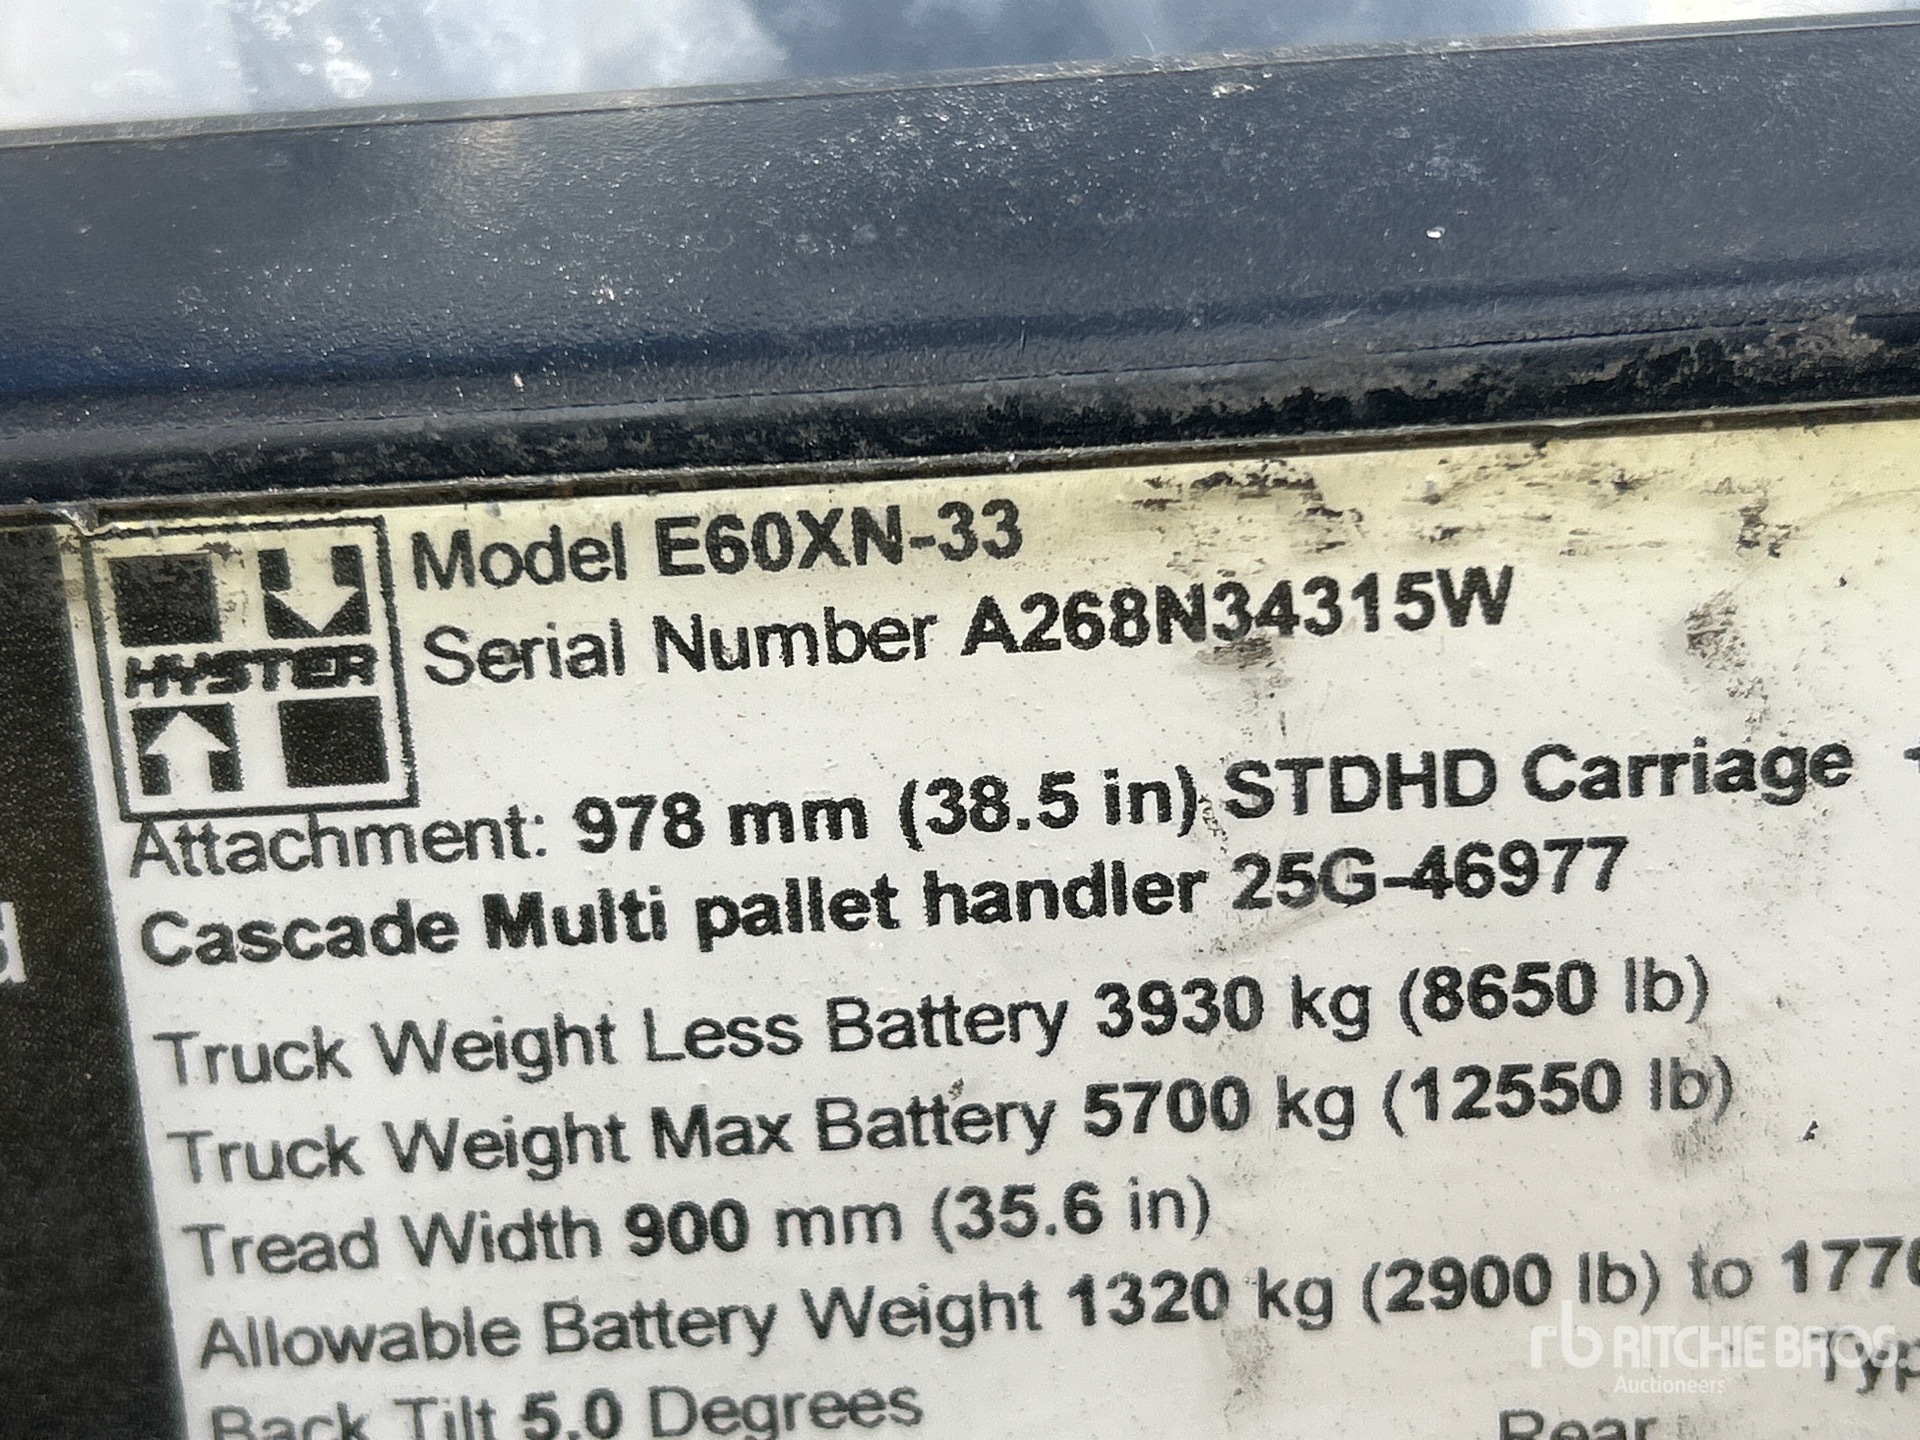 HYSTER
Model E60XN-33
Serial Number A268N34315W
Attachment: 978 mm (38.5 in) STDHD Carriage
Cascade Multi pallet handler 25G-46977
Truck Weight Less Battery 3930 kg (8650 lb)
Truck Weight Max Battery 5700 kg (12550 lb)
Tread Width 900 mm (35.6 in)
Allowable Battery Weight 1320 kg (2900 lb) to 1770
Back Tilt 5.0 Degrees
Rear
rb RITCHIE BROS.
Auctioneers